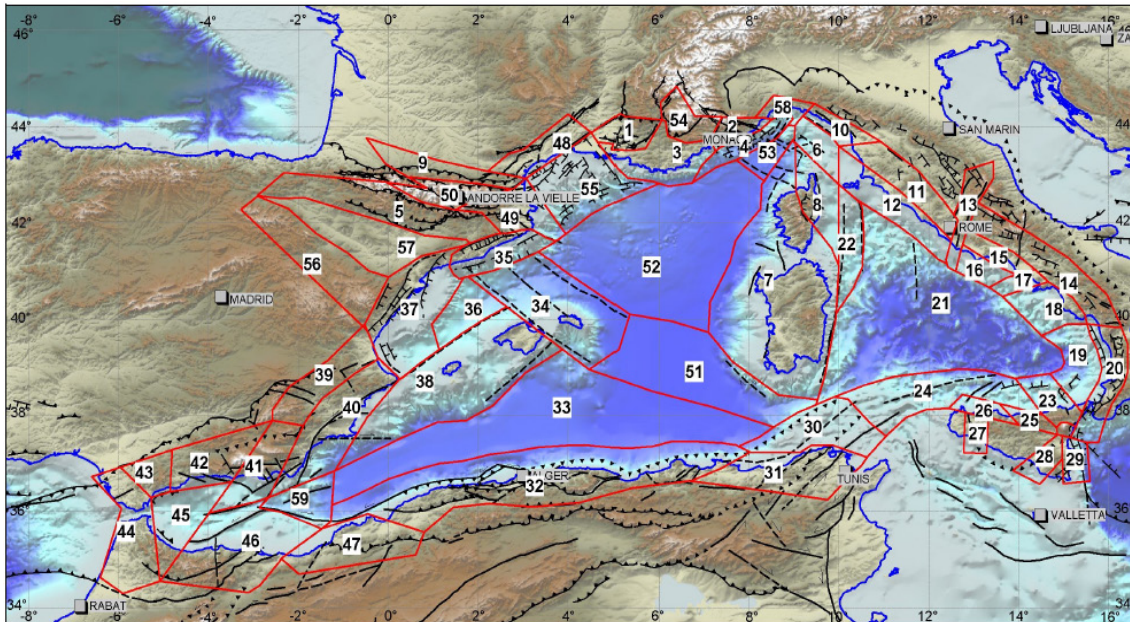 -8° -6° -4° -2° 0° 2° 4° 6° 8° 10° 12° 14° 16°
46° LJUBLJANA
ZA
58
44° 1 54 2 10 SAN MARIN 44°
MONAC
48 3 4 53 6
9 55 11
50 ANDORRE LA VIELLE 12 13
42° 5 49 8 ROME 42°
57 22
56 35 52 7 16 15
17 14
MADRID 34 21
40° 37 36 18 40°
19
39 38 51 20
40 33 24 23
38° 30 26 25 38°
43 42 41 27
31 28 29
32 ALGER TUNIS
59
36° 44 45 VALLETTA 36°
46 47
34° RABAT 34°
-8° -6° -4° -2° 0° 2° 4° 6° 8° 10° 12° 14° 16°